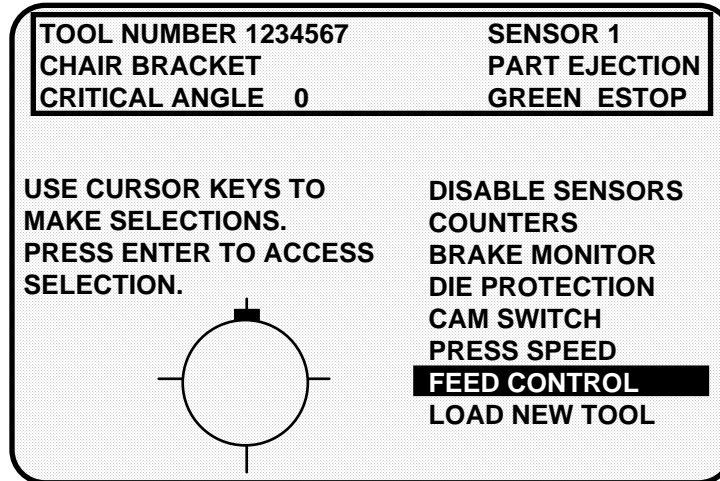 TOOL NUMBER 1234567 SENSOR 1
CHAIR BRACKET PART EJECTION
CRITICAL ANGLE 0 GREEN ESTOP
USE CURSOR KEYS TO
MAKE SELECTIONS.
PRESS ENTER TO ACCESS
SELECTION.
DISABLE SENSORS
COUNTERS
BRAKE MONITOR
DIE PROTECTION
CAM SWITCH
PRESS SPEED
FEED CONTROL
LOAD NEW TOOL